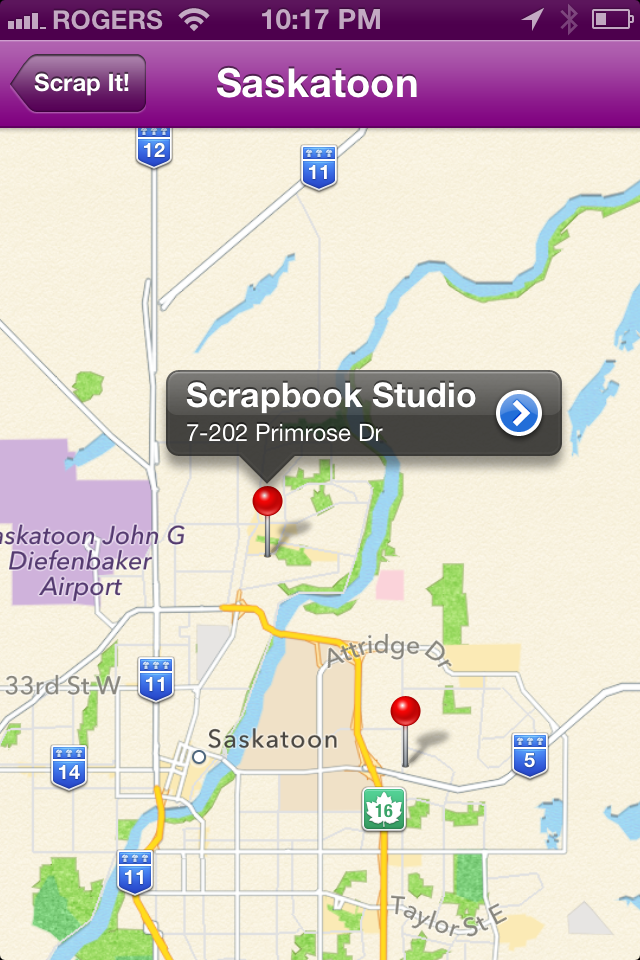 ROGERS 10:17 PM
Scrap It! Saskatoon
12
11
Scrapbook Studio
7-202 Primrose Dr
askatoon John G
Diefenbaker
Airport
Attridge Dr
33rd St W
11
Saskatoon
5
14
16
11
Taylor St E